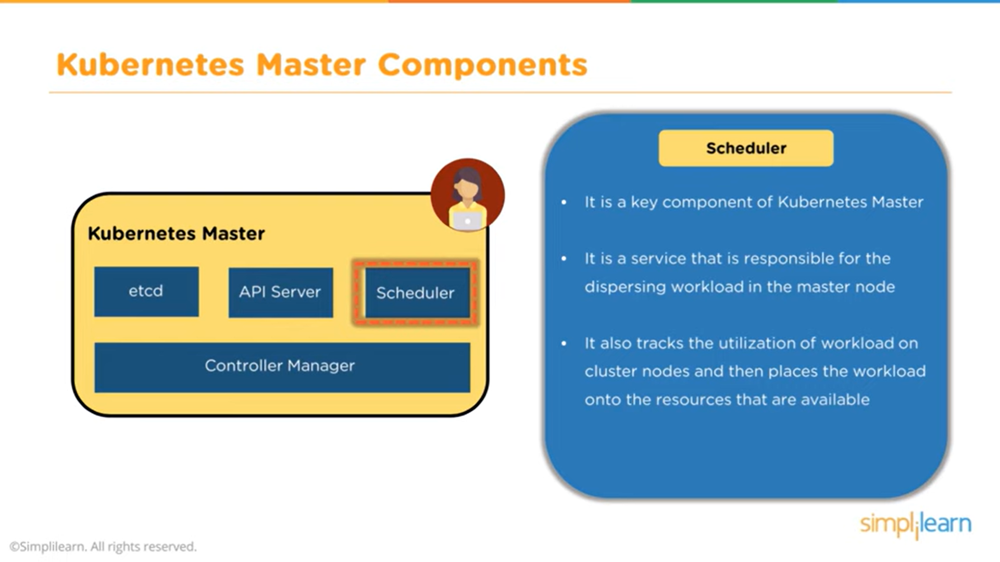 Kubernetes Master Components
Kubernetes Master
etcd
API Server
Scheduler
Controller Manager
Scheduler
• It is a key component of Kubernetes Master
• It is a service that is responsible for the
dispersing workload in the master node
• It also tracks the utilization of workload on
cluster nodes and then places the workload
onto the resources that are available
simplilearn
©Simplilearn. All rights reserved.